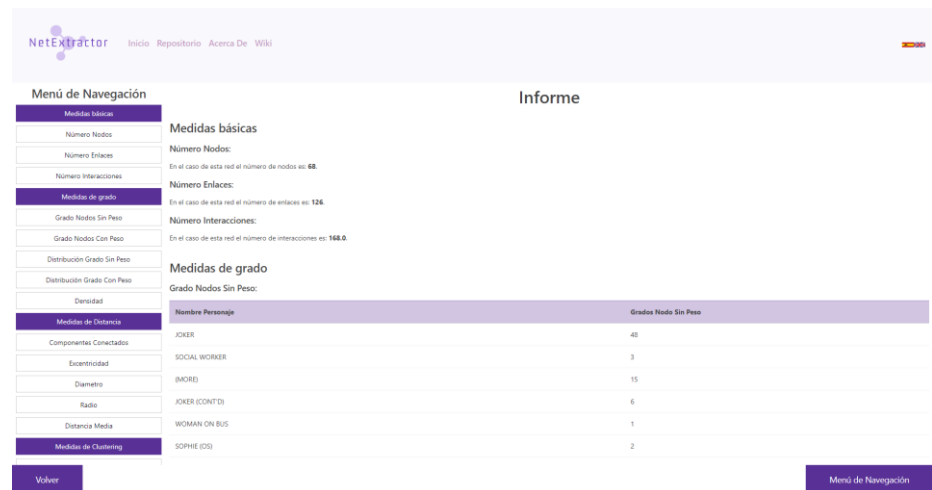 NetExtractor Inicio Repositorio Acerca De Wiki
Menú de Navegación
Medidas básicas
Número Nodos
Número Enlaces
Número Interacciones
Medidas de grado
Grado Nodos Sin Peso
Grado Nodos Con Peso
Distribución Grado Sin Peso
Distribución Grado Con Peso
Densidad
Medidas de Distancia
Componentes Conectados
Excentricidad
Diametro
Radio
Distancia Media
Medidas de Clustering
Informe
Medidas básicas
Número Nodos:
En el caso de esta red el número de nodos es: 68.
Número Enlaces:
En el caso de esta red el número de enlaces es: 126.
Número Interacciones:
En el caso de esta red el número de interacciones es: 168.0.
Medidas de grado
Grado Nodos Sin Peso:
Nombre Personaje Grados Nodo Sin Peso
JOKER 48
SOCIAL WORKER 3
(MORE) 15
JOKER (CONT'D) 6
WOMAN ON BUS 1
SOPHIE (OS) 2
Volver Menú de Navegación